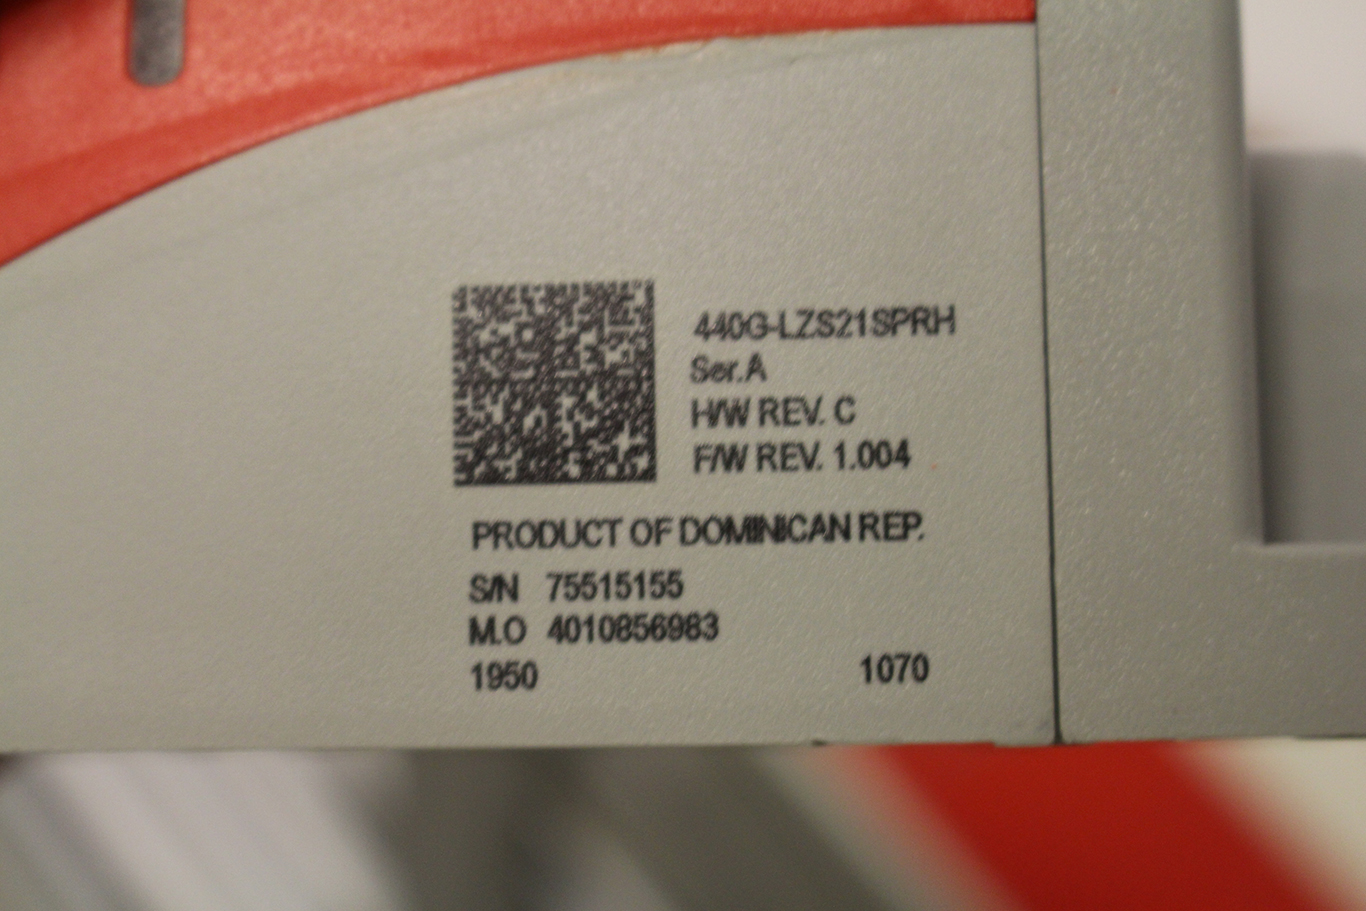 440G-LZS21SPRH
Ser.A
H/W REV. C
F/W REV. 1.004
PRODUCT OF DOMINICAN REP.
S/N 75515155
M.O 4010856983
1950 1070